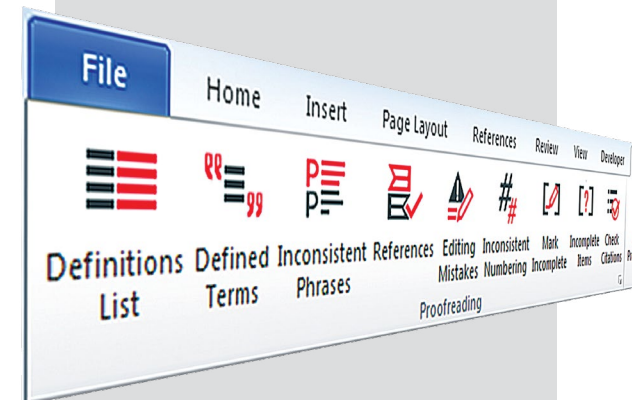 File Home Insert Page Layout References Review View Developer
Definitions Defined Inconsistent References Editing Inconsistent Mark Incomplete Check
List Terms Phrases Mistakes Numbering Incomplete Items Citations
Proofreading